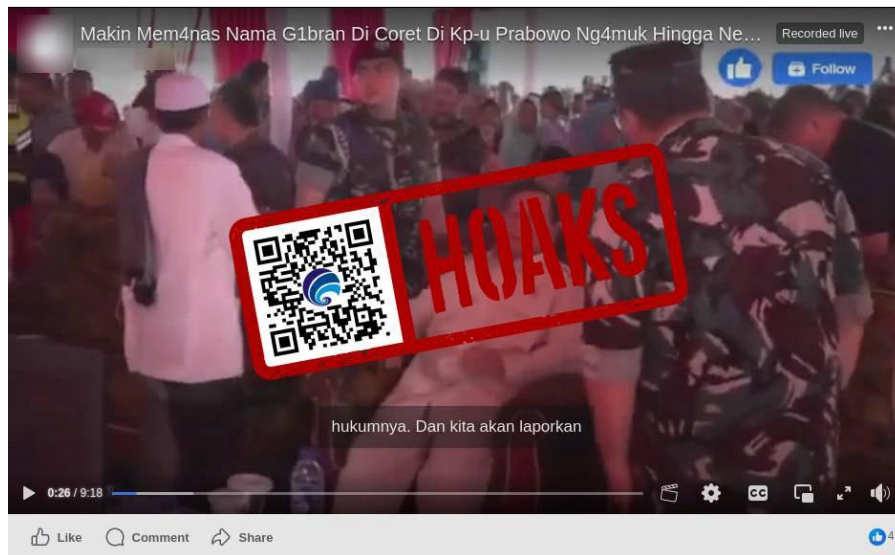 Makin Mem4nas Nama G1bran Di Coret Di Kp-u Prabowo Ng4muk Hingga Ne...
Recorded live
Follow
HOAKS
hukumnya. Dan kita akan laporkan
0:26 / 9:18
CC
Like
Comment
Share
4